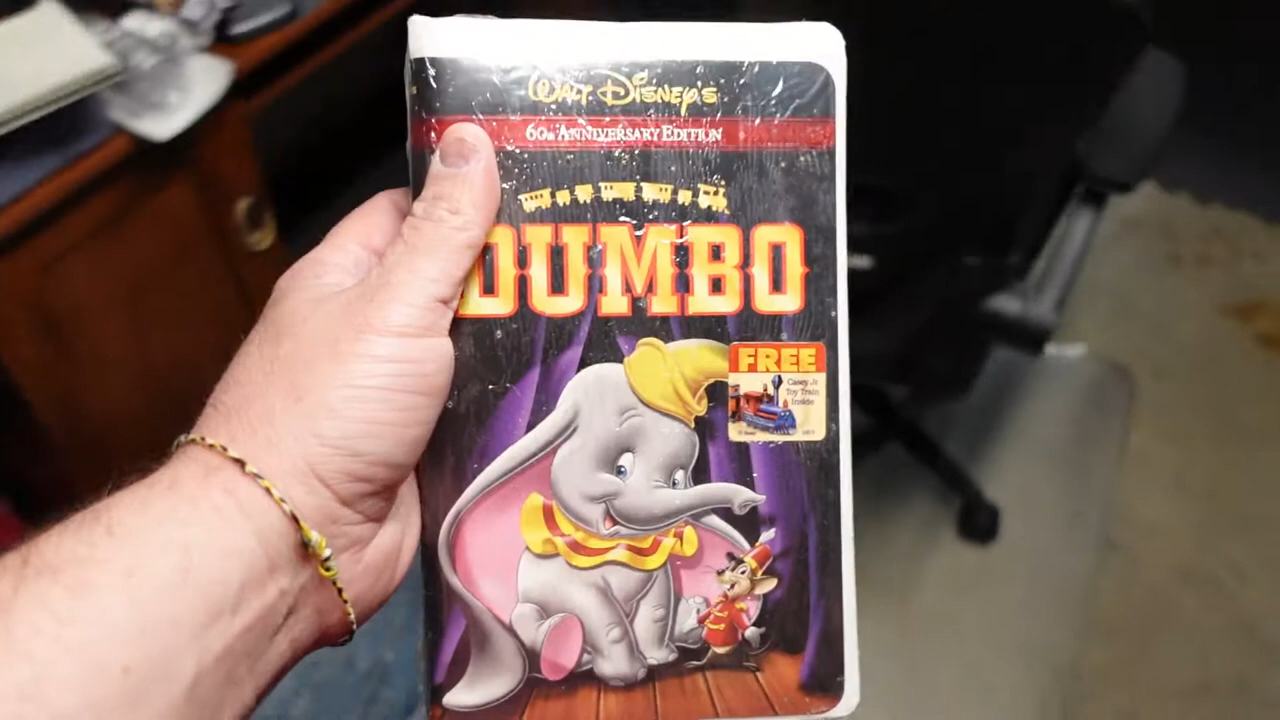 WALT DISNEY'S
60th ANNIVERSARY EDITION
DUMBO
FREE
Casey Jr
Toy Train
Inside